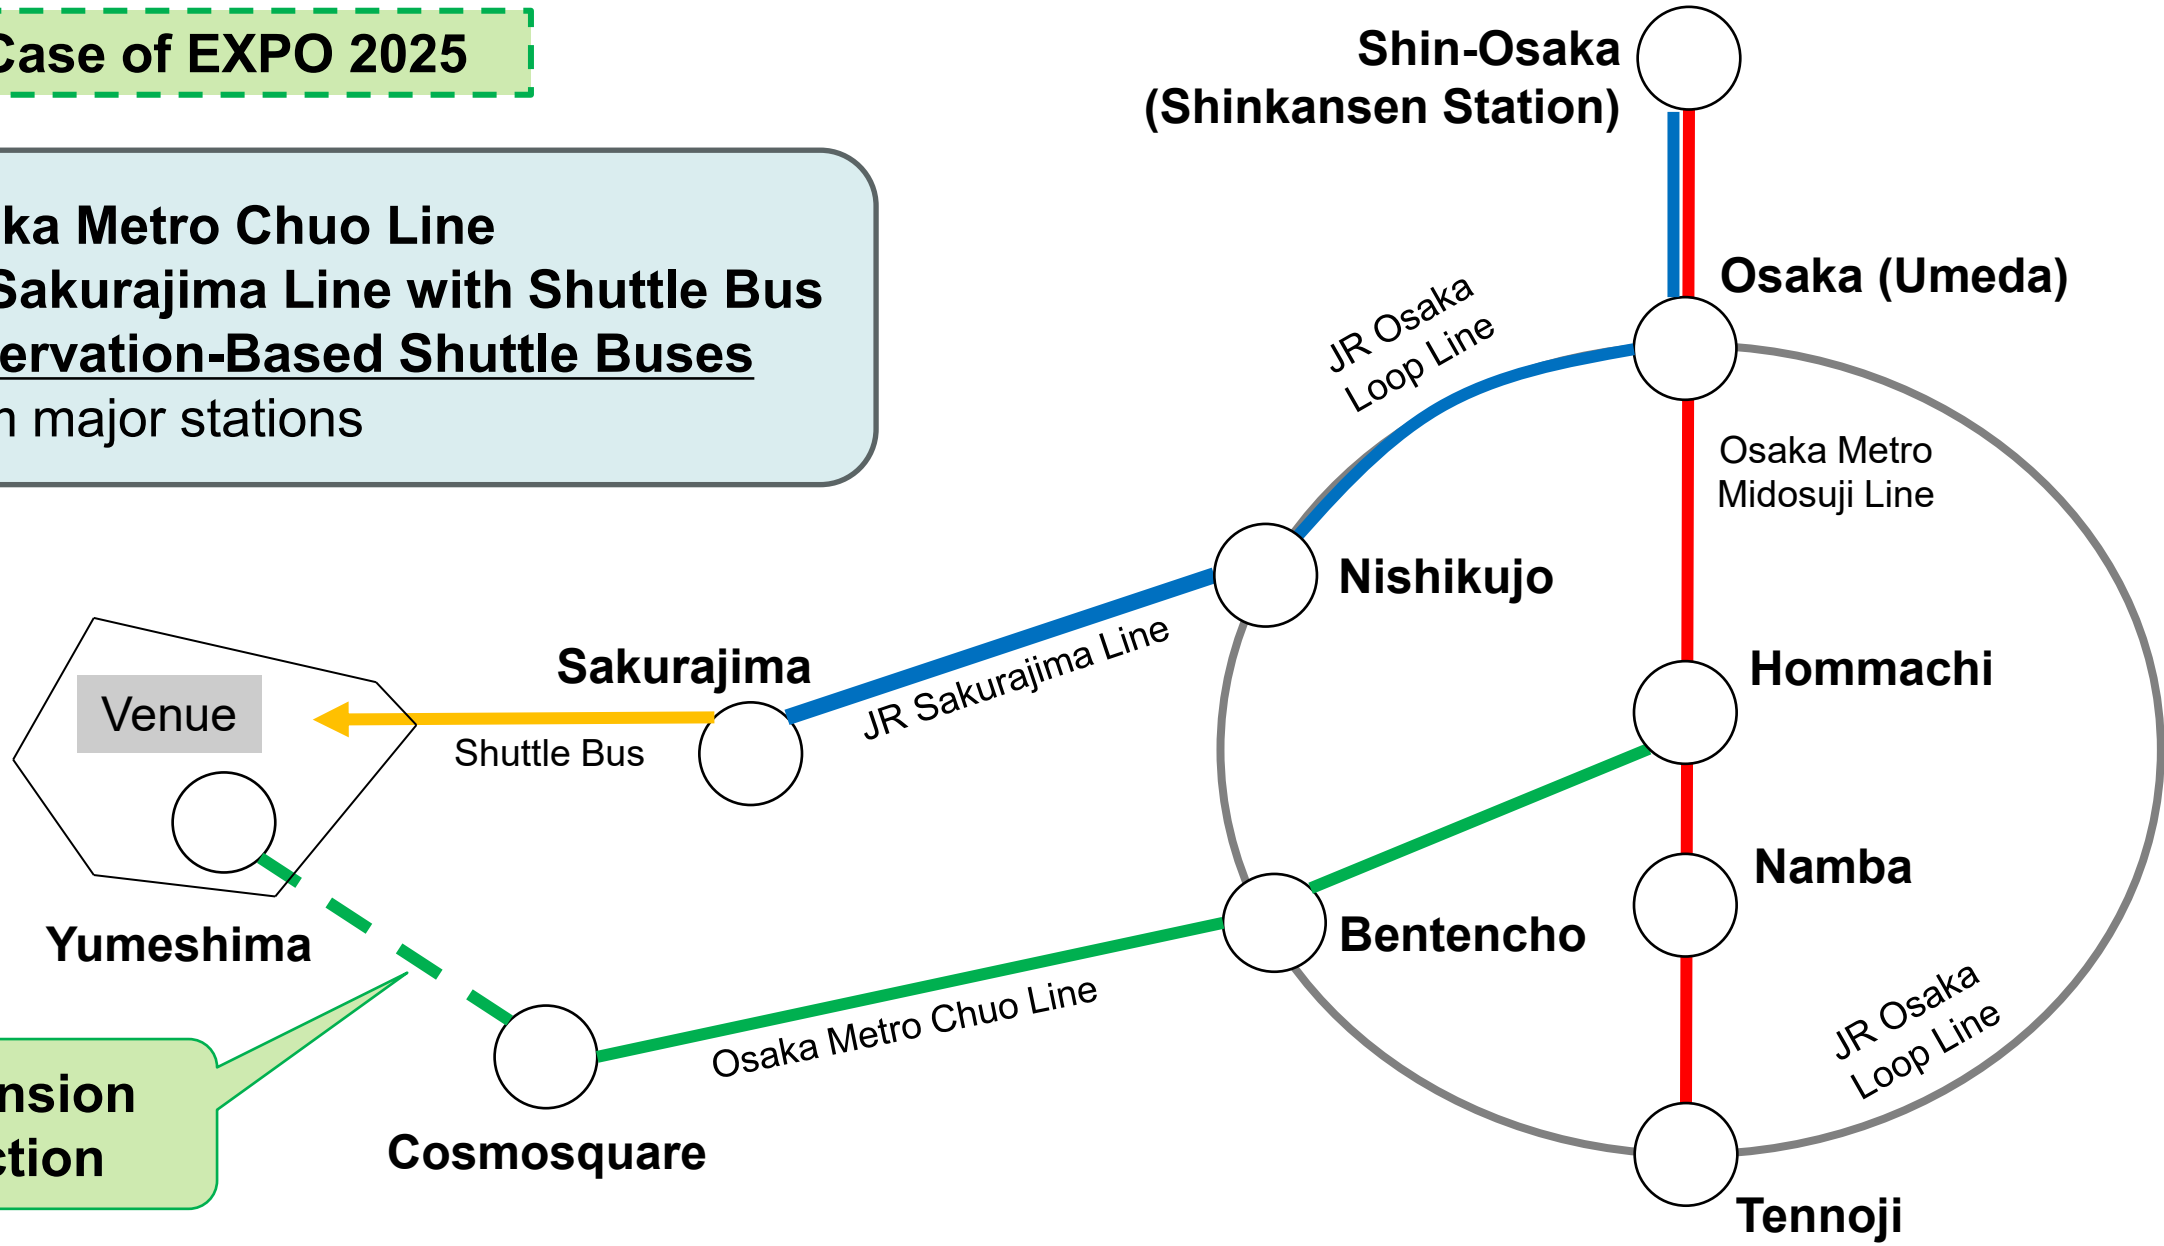 Case of EXPO 2025
ka Metro Chuo Line
Sakurajima Line with Shuttle Bus
ervation-Based Shuttle Buses
major stations
Shin-Osaka
(Shinkansen Station)
Osaka (Umeda)
JR Osaka
Loop Line
Osaka Metro
Midosuji Line
Nishikujo
Hommachi
Sakurajima
JR Sakurajima Line
Venue
Shuttle Bus
Namba
Bentencho
Yumeshima
Osaka Metro Chuo Line
JR Osaka
Loop Line
nsion
ction
Cosmosquare
Tennoji